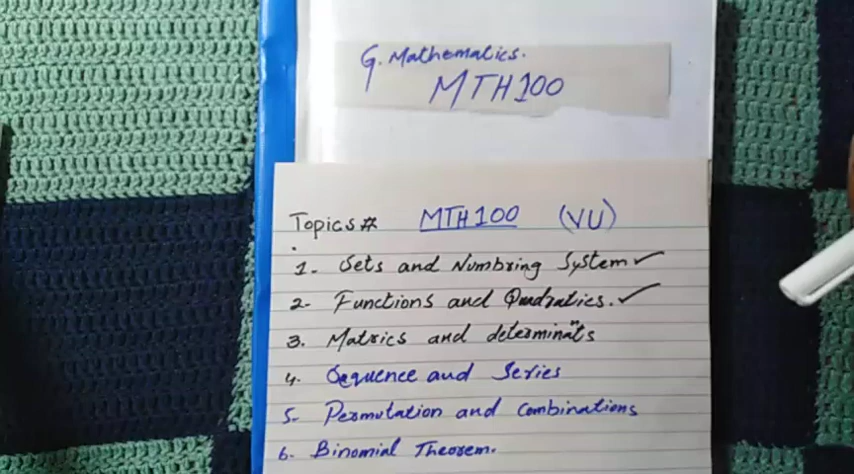 G. Mathematics.
MTH100
Topics# MTH100 (VU)
1- Sets and Numbring System ✓
2- Functions and Quadratics. ✓
3. Matrics and determinats
4. Sequence and Series
5- Permutation and Combinations
6- Binomial Theorem.